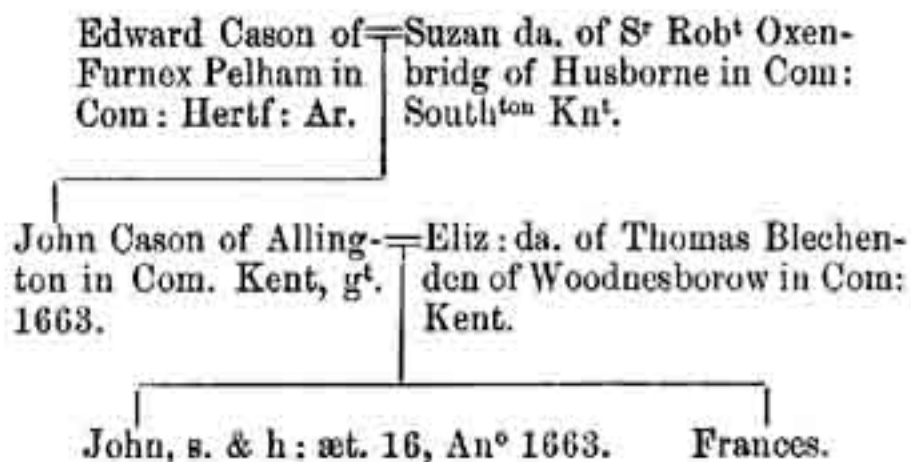 Edward Cason of
Furnox Pelham in
Com : Hertf : Ar.
Suzan da. of Sʳ Robᵗ Oxen-
bridg of Husborne in Com:
Southᵗᵒⁿ Knᵗ.
John Cason of Alling-
ton in Com. Kent, gᵗ.
1663.
Eliz : da. of Thomas Blechen-
den of Woodnesborow in Com:
Kent.
John, s. & h : æt. 16, Anº 1663.
Frances.